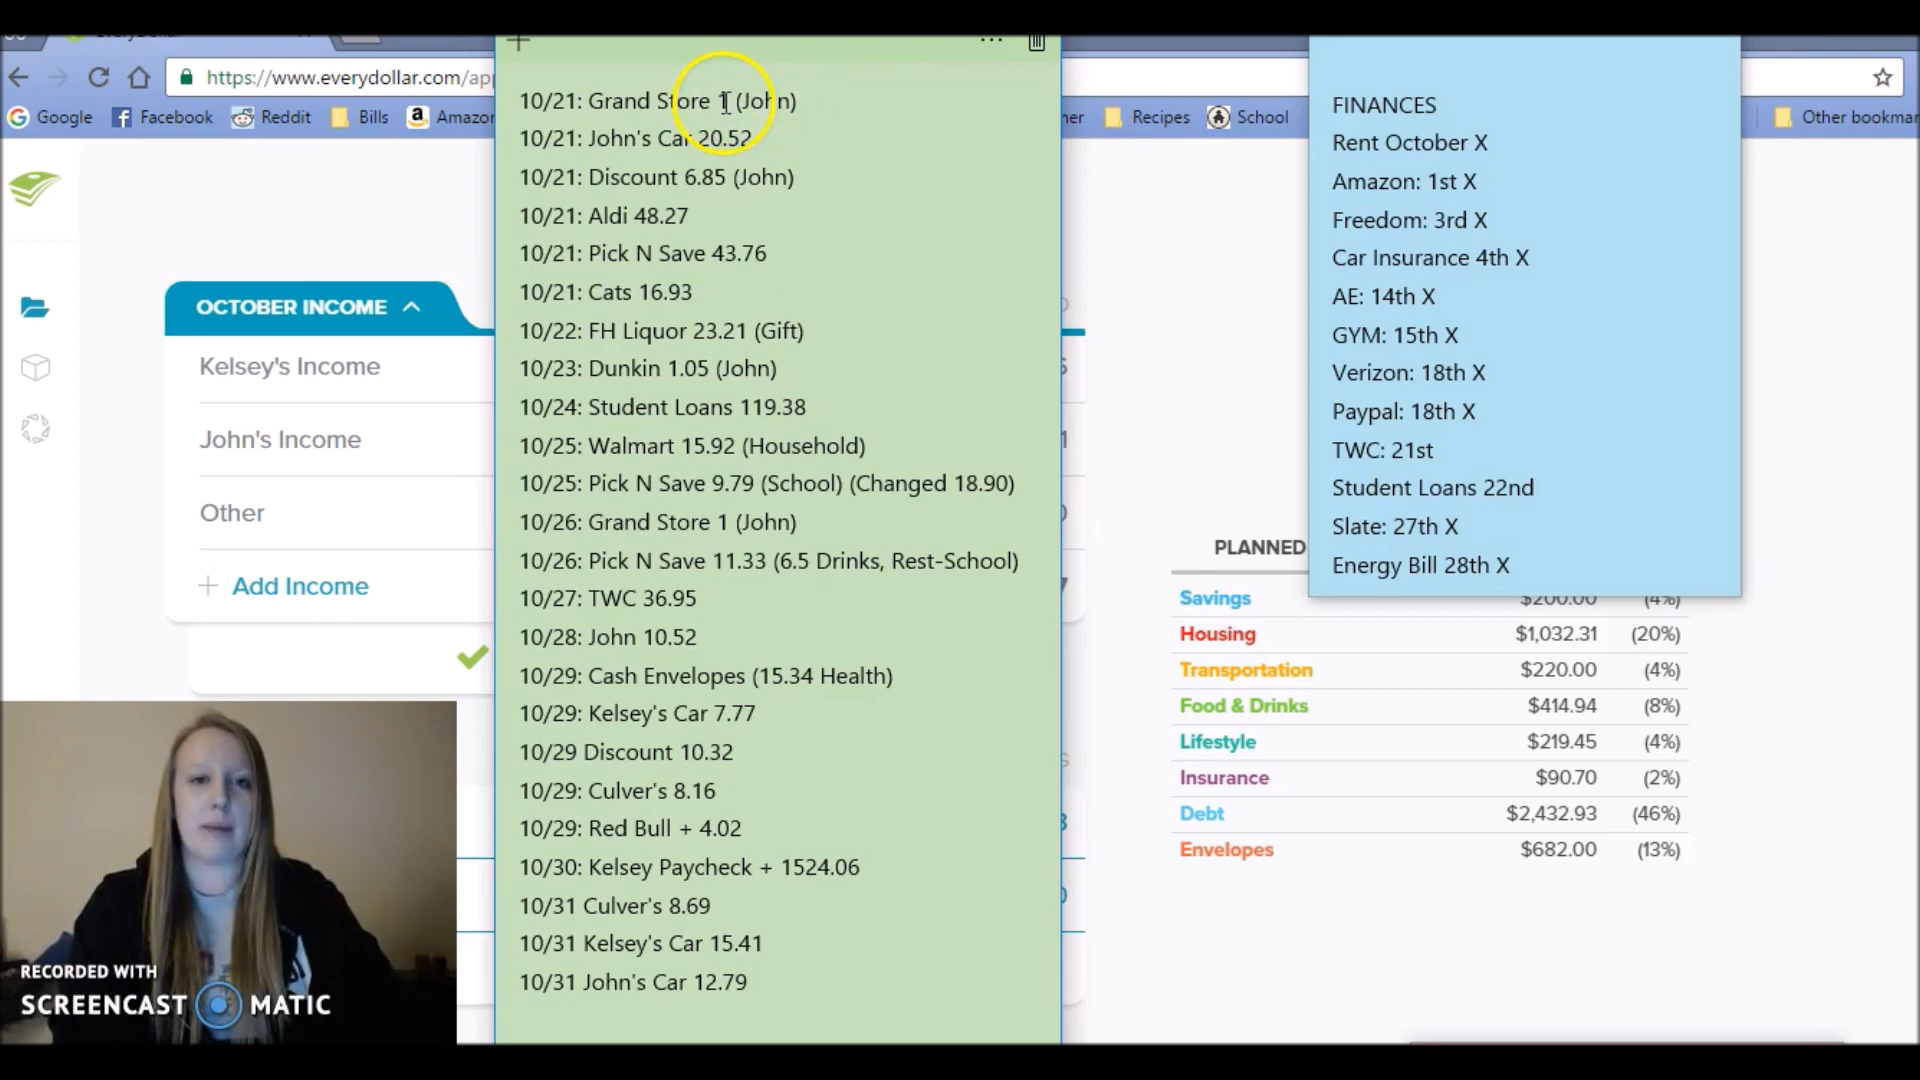 EveryDollar
https://www.everydollar.com/app
Google
Facebook
Reddit
Bills
Amazon
Recipes
School
Other bookmar
OCTOBER INCOME
Kelsey's Income
John's Income
Other
Add Income
10/21: Grand Store 1 (John)
10/21: John's Car 20.52
10/21: Discount 6.85 (John)
10/21: Aldi 48.27
10/21: Pick N Save 43.76
10/21: Cats 16.93
10/22: FH Liquor 23.21 (Gift)
10/23: Dunkin 1.05 (John)
10/24: Student Loans 119.38
10/25: Walmart 15.92 (Household)
10/25: Pick N Save 9.79 (School) (Changed 18.90)
10/26: Grand Store 1 (John)
10/26: Pick N Save 11.33 (6.5 Drinks, Rest-School)
10/27: TWC 36.95
10/28: John 10.52
10/29: Cash Envelopes (15.34 Health)
10/29: Kelsey's Car 7.77
10/29 Discount 10.32
10/29: Culver's 8.16
10/29: Red Bull + 4.02
10/30: Kelsey Paycheck + 1524.06
10/31 Culver's 8.69
10/31 Kelsey's Car 15.41
10/31 John's Car 12.79
FINANCES
Rent October X
Amazon: 1st X
Freedom: 3rd X
Car Insurance 4th X
AE: 14th X
GYM: 15th X
Verizon: 18th X
Paypal: 18th X
TWC: 21st
Student Loans 22nd
Slate: 27th X
Energy Bill 28th X
PLANNED
Savings $200.00 (4%)
Housing $1,032.31 (20%)
Transportation $220.00 (4%)
Food & Drinks $414.94 (8%)
Lifestyle $219.45 (4%)
Insurance $90.70 (2%)
Debt $2,432.93 (46%)
Envelopes $682.00 (13%)
RECORDED WITH
SCREENCAST MATIC